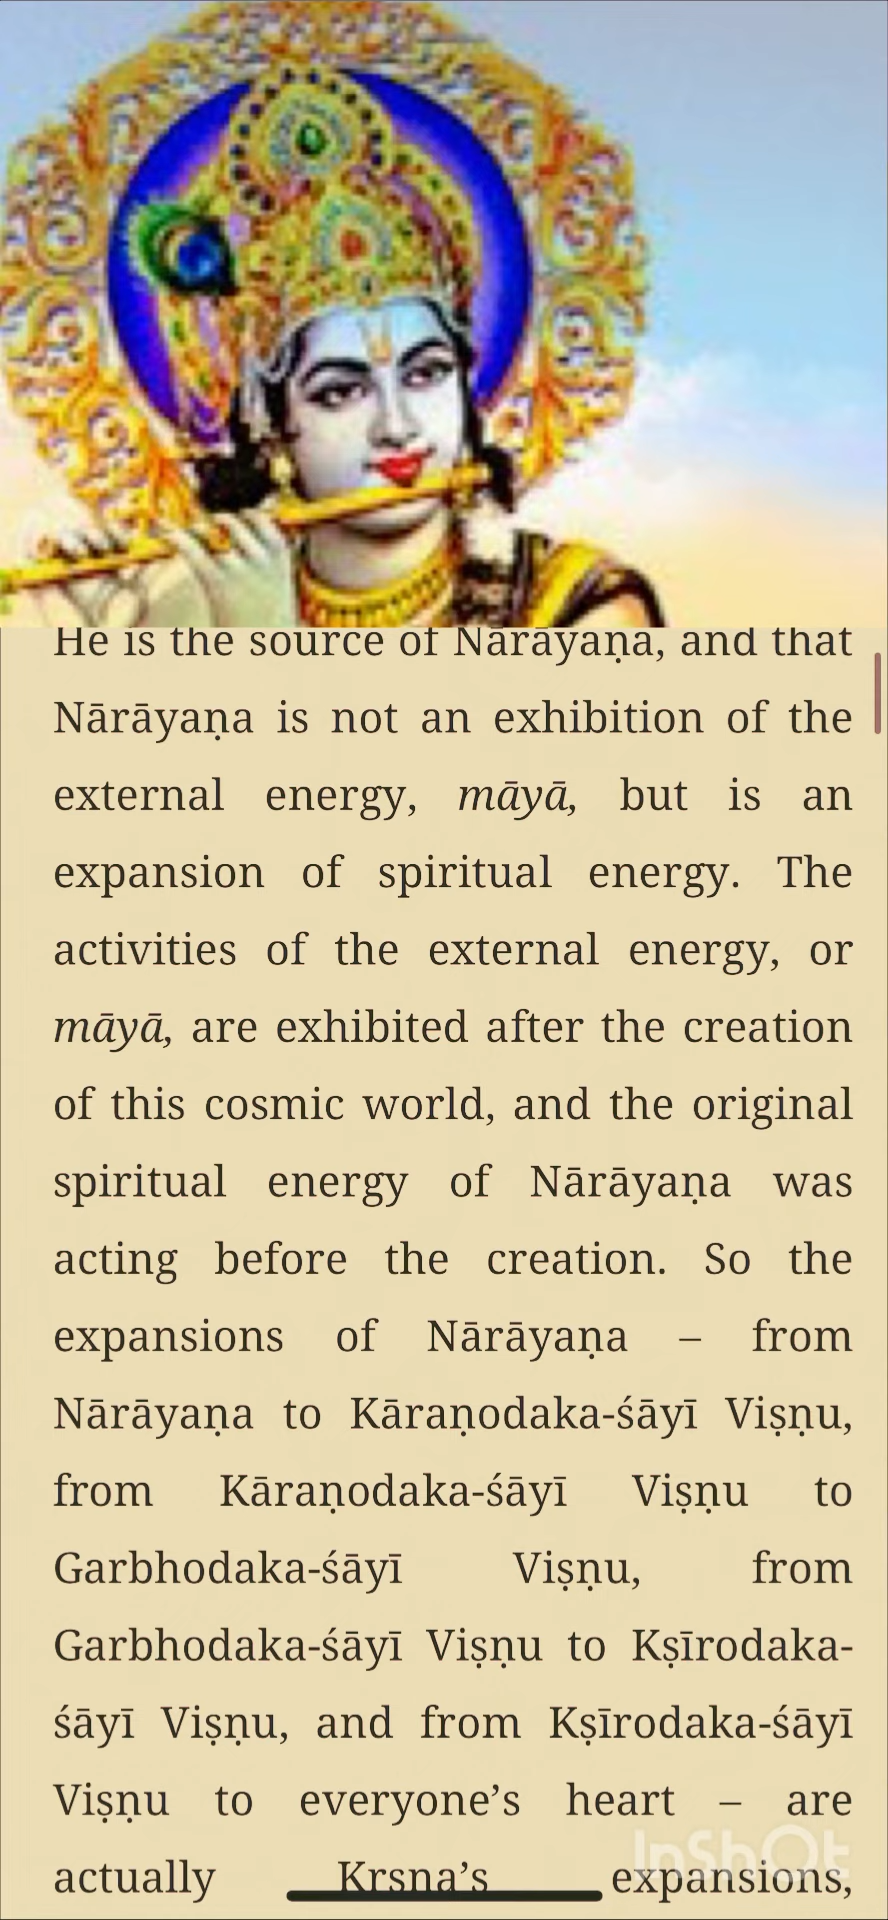 He is the source of Nārāyaṇa, and that
Nārāyaṇa is not an exhibition of the
external energy, māyā, but is an
expansion of spiritual energy. The
activities of the external energy, or
māyā, are exhibited after the creation
of this cosmic world, and the original
spiritual energy of Nārāyaṇa was
acting before the creation. So the
expansions of Nārāyaṇa – from
Nārāyaṇa to Kāraṇodaka-śāyī Viṣṇu,
from Kāraṇodaka-śāyī Viṣṇu to
Garbhodaka-śāyī Viṣṇu, from
Garbhodaka-śāyī Viṣṇu to Kṣīrodaka-
śāyī Viṣṇu, and from Kṣīrodaka-śāyī
Viṣṇu to everyone’s heart – are
actually Kṛṣṇa’s expansions,
InShOt